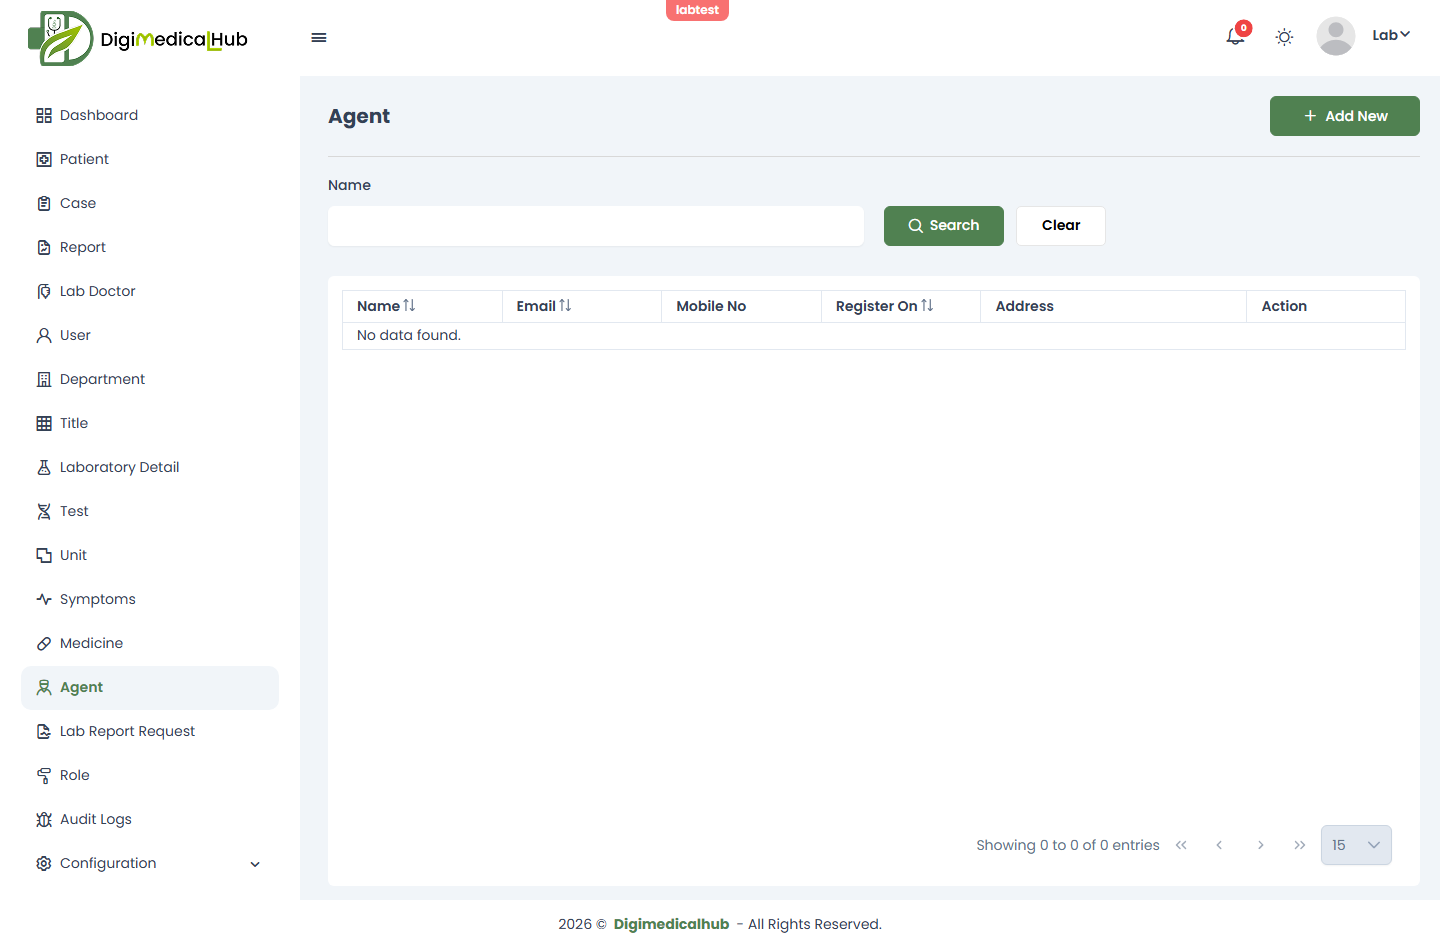 labtest
DigiMedicalHub
0
Lab
Dashboard
Patient
Case
Report
Lab Doctor
User
Department
Title
Laboratory Detail
Test
Unit
Symptoms
Medicine
Agent
Lab Report Request
Role
Audit Logs
Configuration
Agent
+ Add New
Name
Search
Clear
Name Email Mobile No Register On Address Action
No data found.
Showing 0 to 0 of 0 entries « ‹ › » 15
2026 © Digimedicalhub - All Rights Reserved.